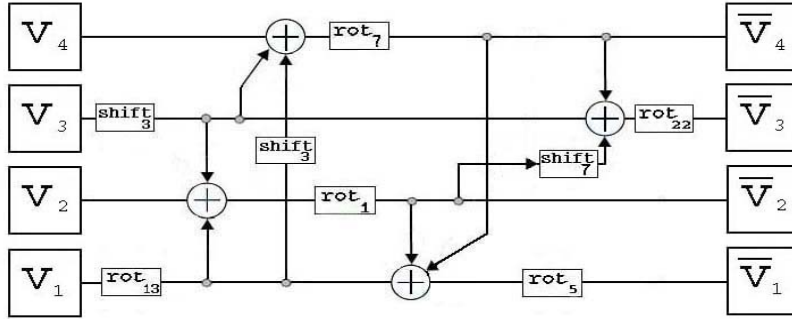 V4 rot7 V̅4
V3 shift3 shift3 rot22 V̅3
shift7
V2 rot1 V̅2
V1 rot13 rot5 V̅1